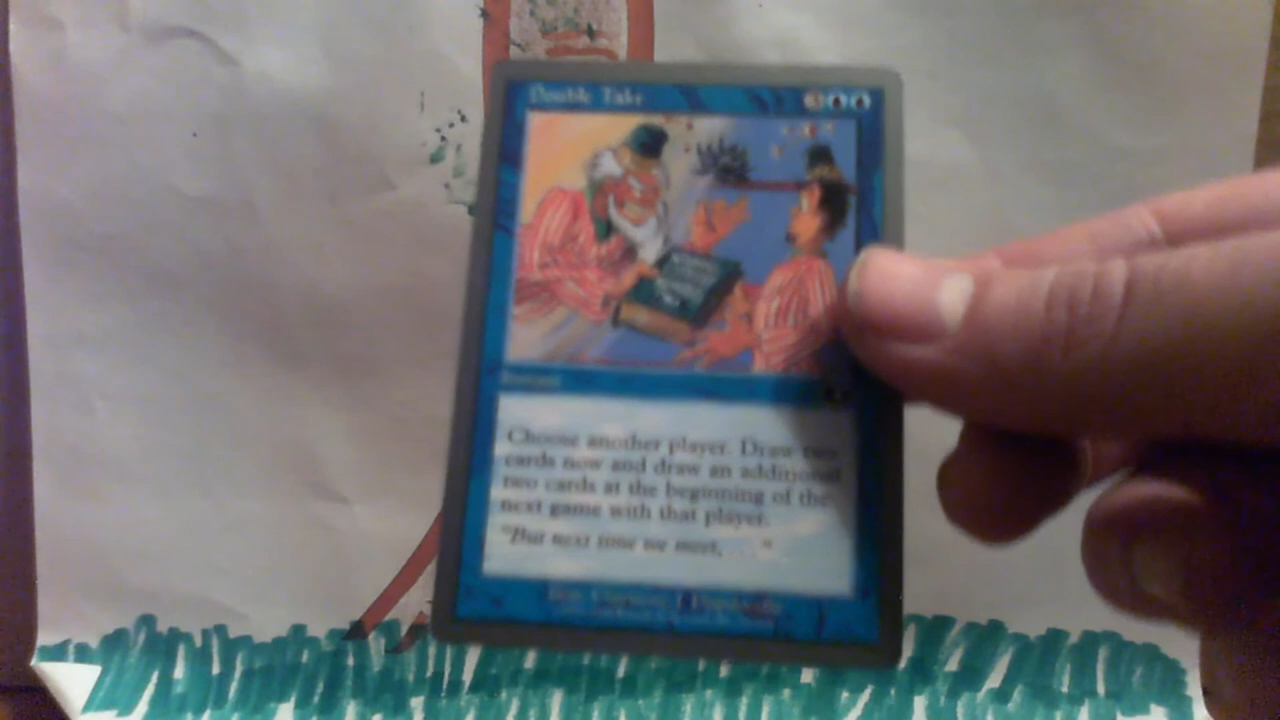 Double Take
Instant
Choose another player. Draw two
cards now and draw an additional
two cards at the beginning of the
next game with that player.
"But next time we meet, . . . "